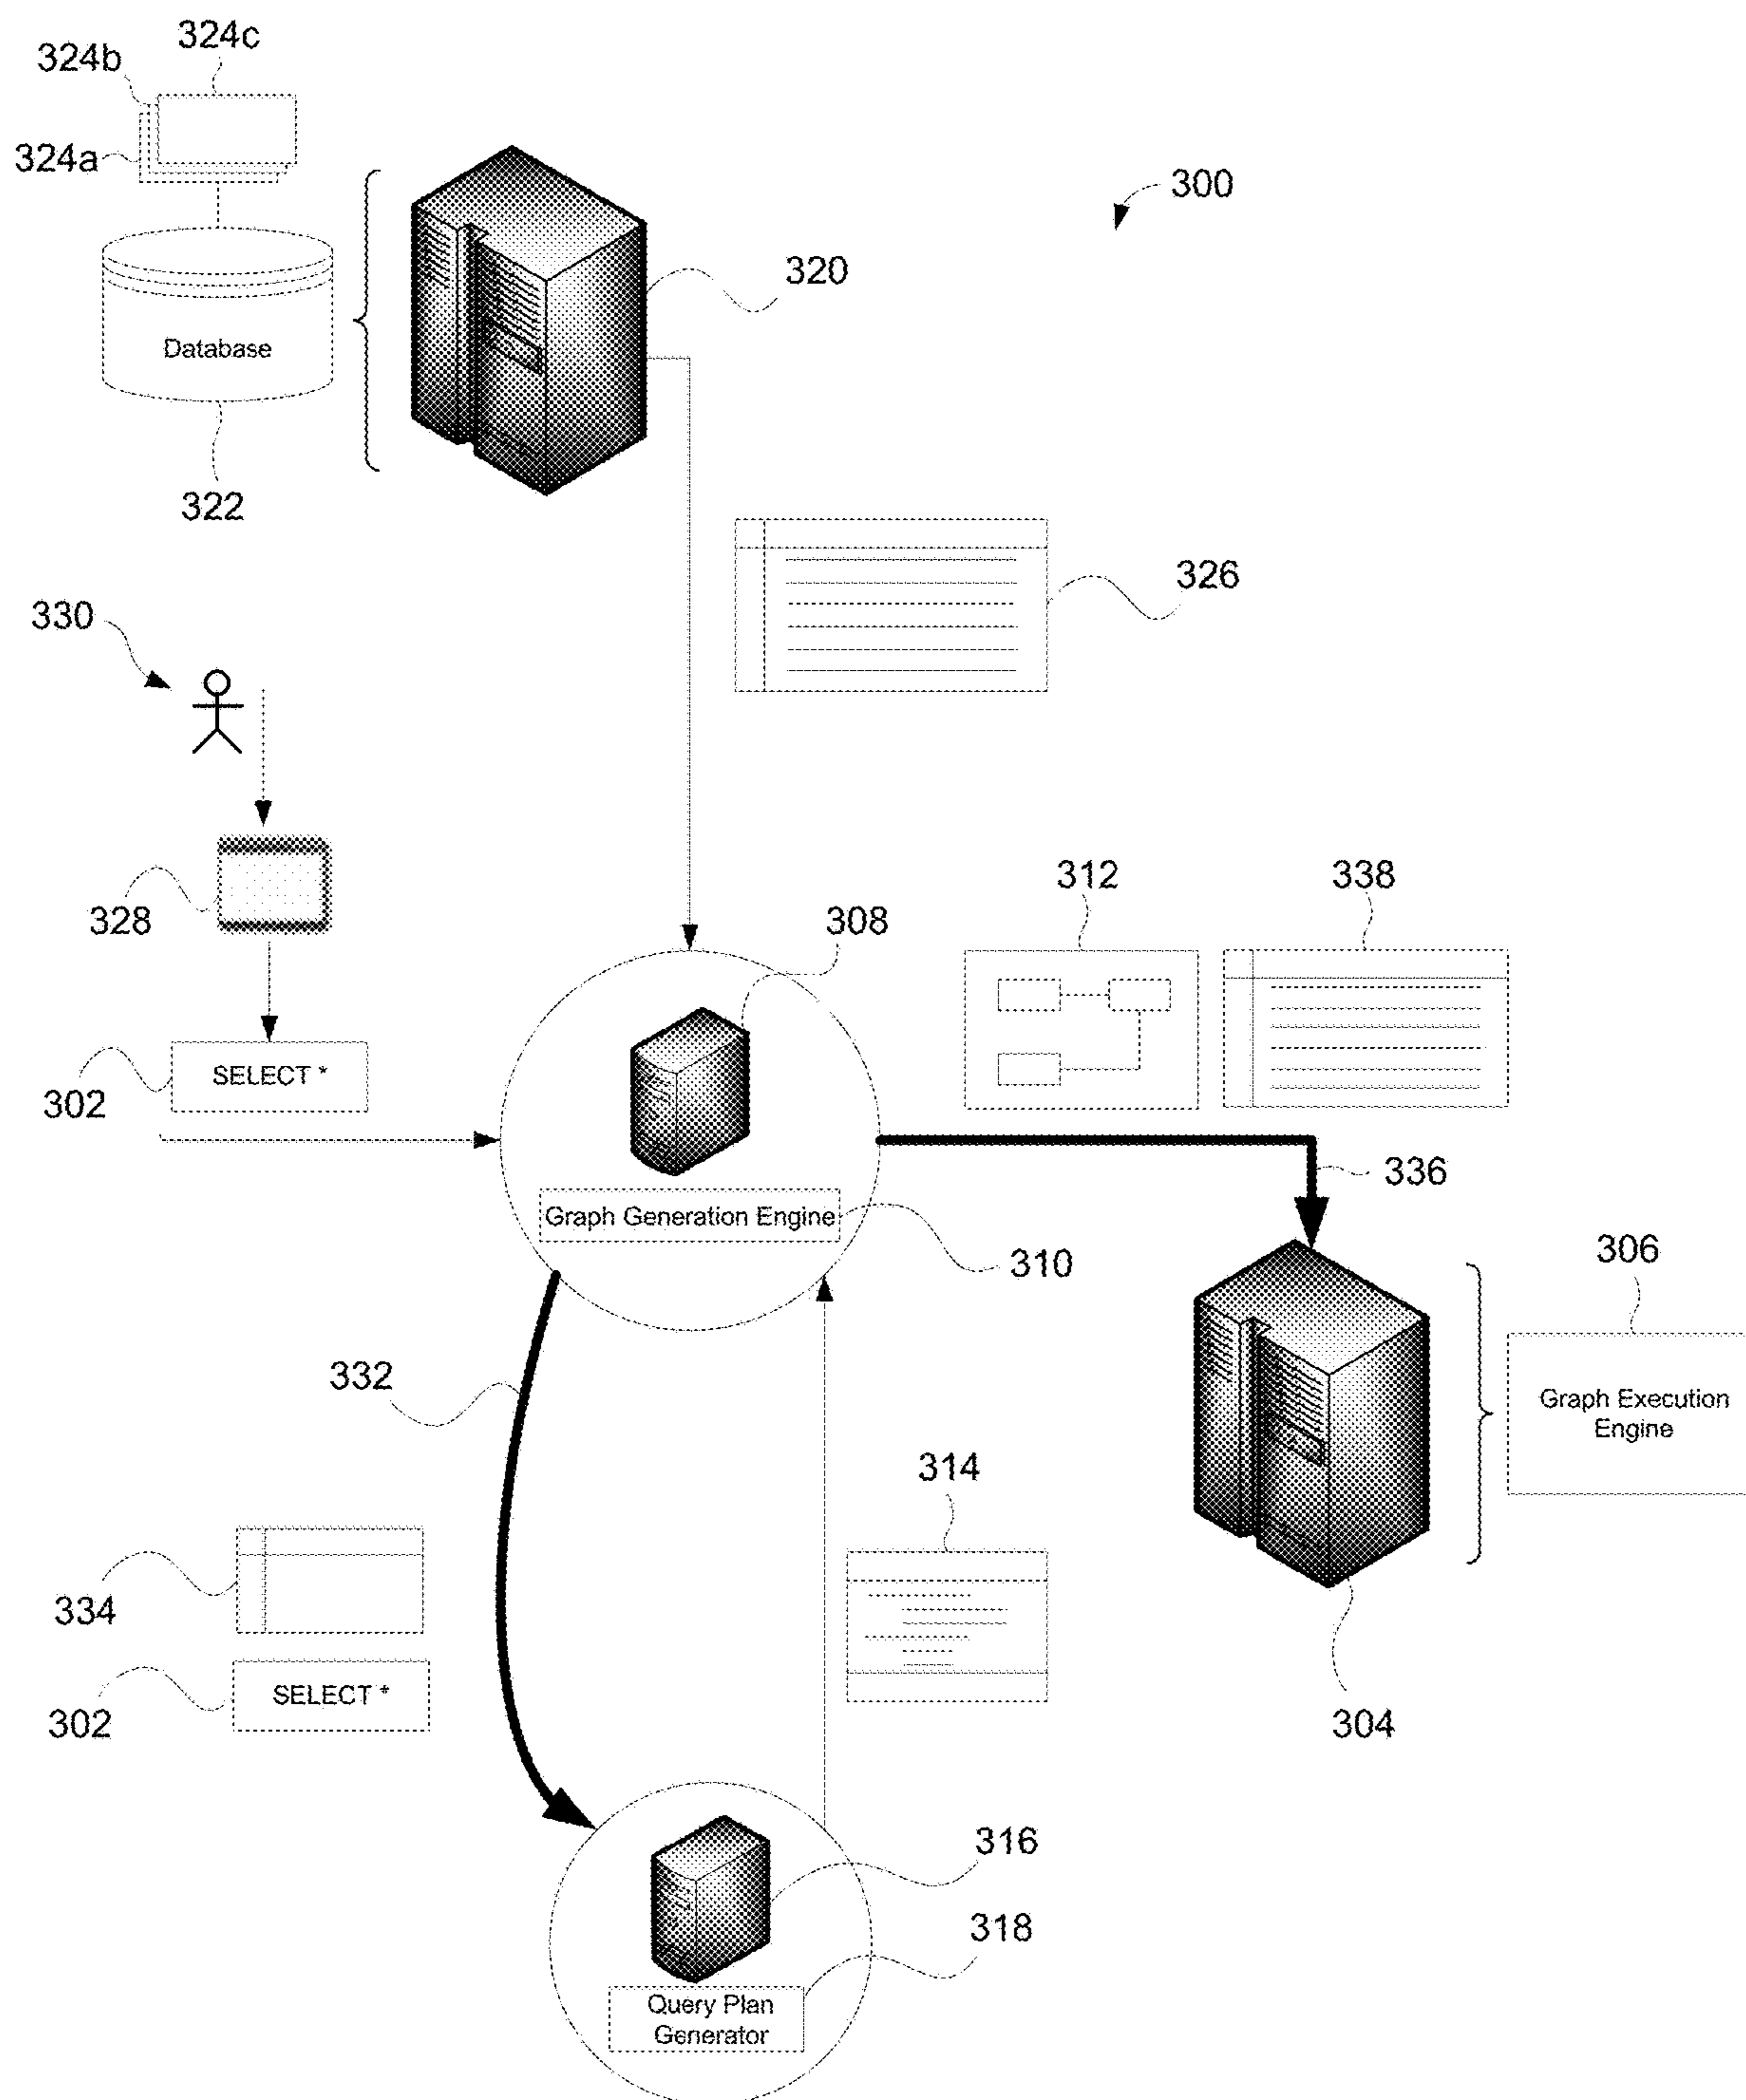 324c
324b
324a
300
320
Database
322
326
330
312
338
328
308
SELECT *
302
336
Graph Generation Engine
310
306
332
Graph Execution
Engine
314
334
SELECT *
302
304
316
318
Query Plan
Generator